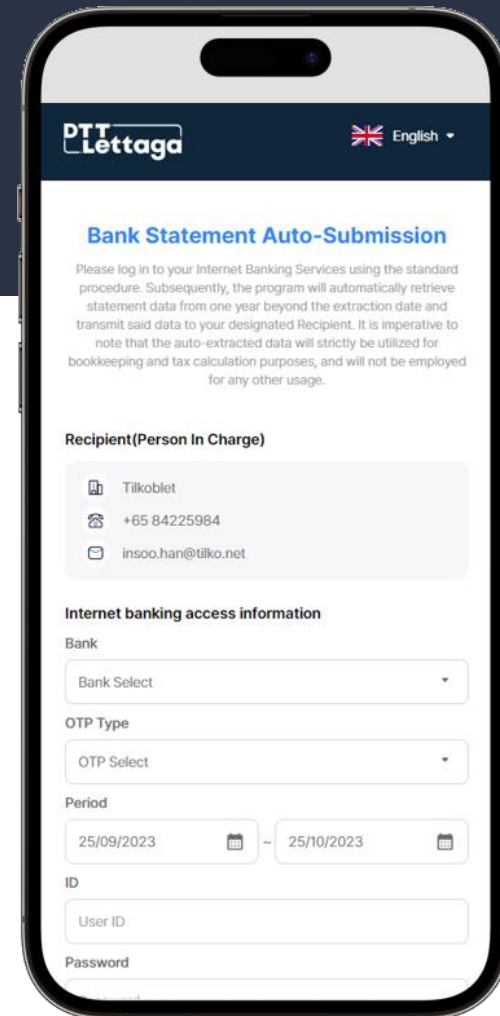 DTT
Lettaga
English
Bank Statement Auto-Submission
Please log in to your Internet Banking Services using the standard
procedure. Subsequently, the program will automatically retrieve
statement data from one year beyond the extraction date and
transmit said data to your designated Recipient. It is imperative to
note that the auto-extracted data will strictly be utilized for
bookkeeping and tax calculation purposes, and will not be employed
for any other usage.
Recipient(Person In Charge)
Tilkoblet
+65 84225984
insoo.han@tilko.net
Internet banking access information
Bank
Bank Select
OTP Type
OTP Select
Period
25/09/2023 ~ 25/10/2023
ID
User ID
Password